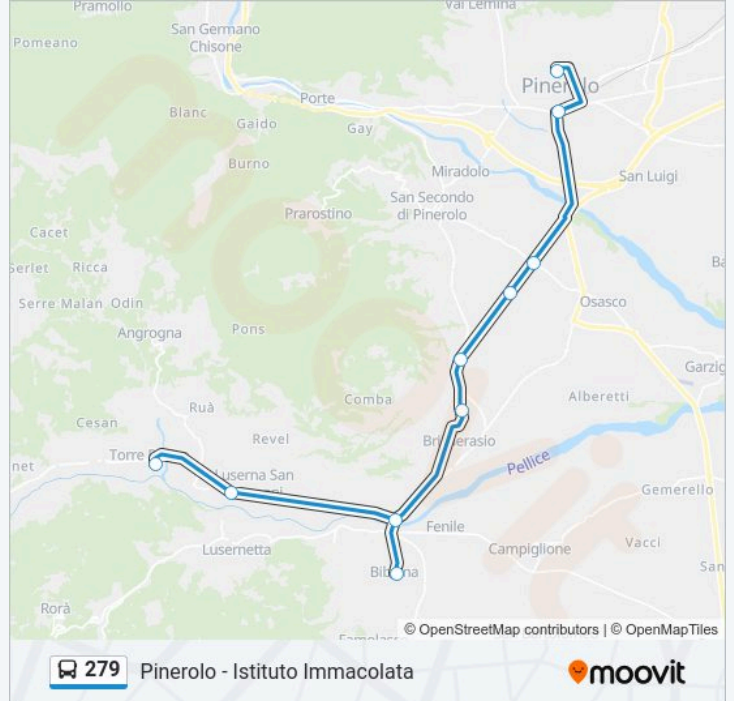 Pramollo
Val Lemina
San Germano
Chisone
Pomeano
Pinerolo
Porte
Blanc
Gaido
Gay
Burno
Miradolo
San Luigi
San Secondo
di Pinerolo
Prarostino
Cacet
Serlet
Ricca
Serre Malan
Odin
Osasco
Angrogna
Pons
Garzig
Comba
Alberetti
Ruà
Cesan
Revel
Torre
net
Luserna San
Pellice
Gemerello
Fenile
Vacci
Campiglione
Lusernetta
San
Rorà
© OpenStreetMap contributors | © OpenMapTiles
279
Pinerolo - Istituto Immacolata
moovit